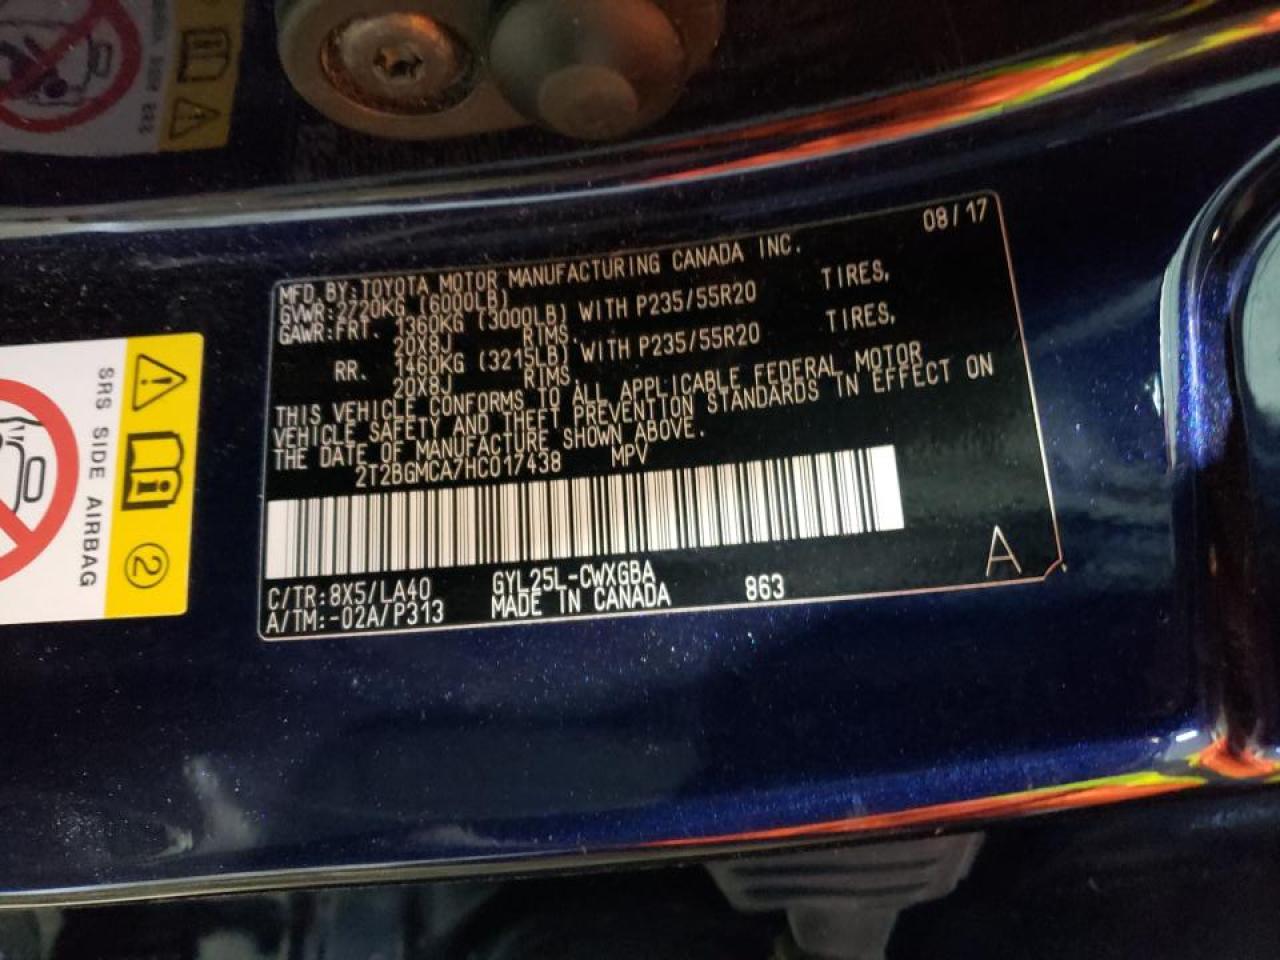 08/17
MFD BY:TOYOTA MOTOR MANUFACTURING CANADA INC.
GVWR:2720KG (6000LB)
GAWR:FRT. 1360KG (3000LB) WITH P235/55R20 TIRES,
20X8J RIMS.
RR. 1460KG (3215LB) WITH P235/55R20 TIRES,
20X8J RIMS.
THIS VEHICLE CONFORMS TO ALL APPLICABLE FEDERAL MOTOR
VEHICLE SAFETY AND THEFT PREVENTION STANDARDS IN EFFECT ON
THE DATE OF MANUFACTURE SHOWN ABOVE.
2T2BGMCA7HC017438 MPV
C/TR:8X5/LA40 GYL25L-CWXGBA
A/TM:-02A/P313 MADE IN CANADA 863
A
SRS SIDE AIRBAG
2